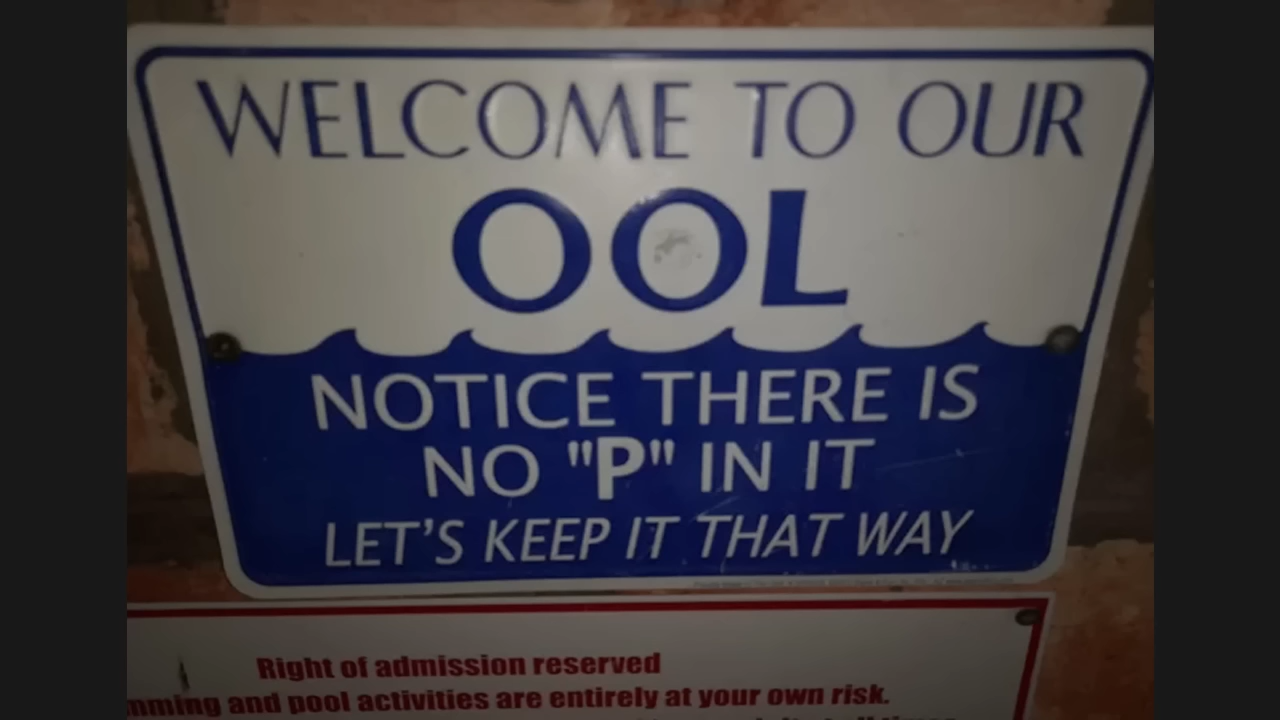 WELCOME TO OUR
OOL
NOTICE THERE IS
NO "P" IN IT
LET'S KEEP IT THAT WAY
Right of admission reserved
mming and pool activities are entirely at your own risk.